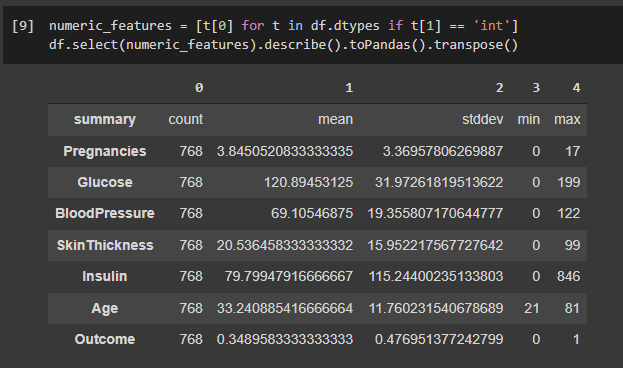 [9] numeric_features = [t[0] for t in df.dtypes if t[1] == 'int']
df.select(numeric_features).describe().toPandas().transpose()
0 1 2 3 4
summary count mean stddev min max
Pregnancies 768 3.8450520833333335 3.36957806269887 0 17
Glucose 768 120.89453125 31.97261819513622 0 199
BloodPressure 768 69.10546875 19.355807170644777 0 122
SkinThickness 768 20.536458333333332 15.952217567727642 0 99
Insulin 768 79.79947916666667 115.24400235133803 0 846
Age 768 33.240885416666664 11.760231540678689 21 81
Outcome 768 0.3489583333333333 0.476951377242799 0 1